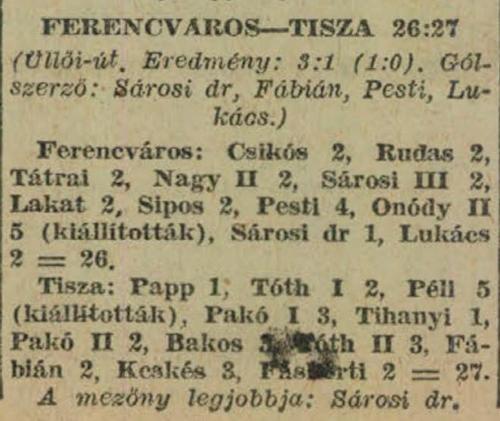 FERENCVÁROS—TISZA 26:27
(Üllői-út. Eredmény: 3:1 (1:0). Gól-
szerző: Sárosi dr, Fábián, Pesti, Lu-
kács.)
Ferencváros: Csikós 2, Rudas 2,
Tátrai 2, Nagy II 2, Sárosi III 2,
Lakat 2, Sipos 2, Pesti 4, Onódy II
5 (kiállították), Sárosi dr 1, Lukács
2 = 26.
Tisza: Papp 1, Tóth I 2, Péli 5
(kiállították), Pakó I 3, Tihanyi 1,
Pakó II 2, Bakos Tóth II 3, Fá-
bián 2, Kcakés 3, 2 = 27.
A mezőny legjobbja: Sárosi dr.